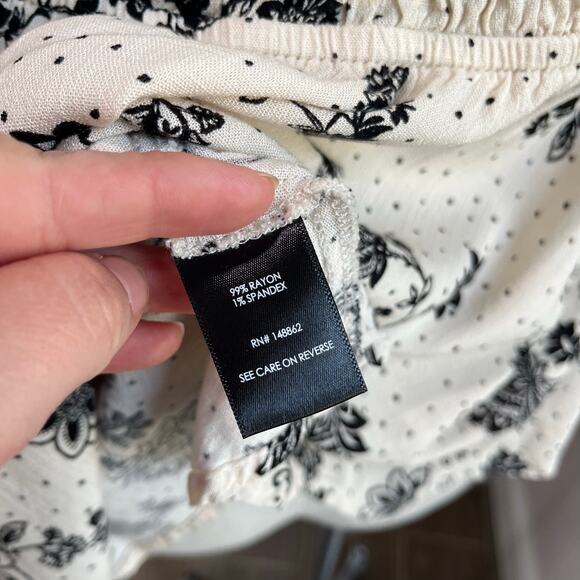 99% RAYON
1% SPANDEX
RN# 148862
SEE CARE ON REVERSE